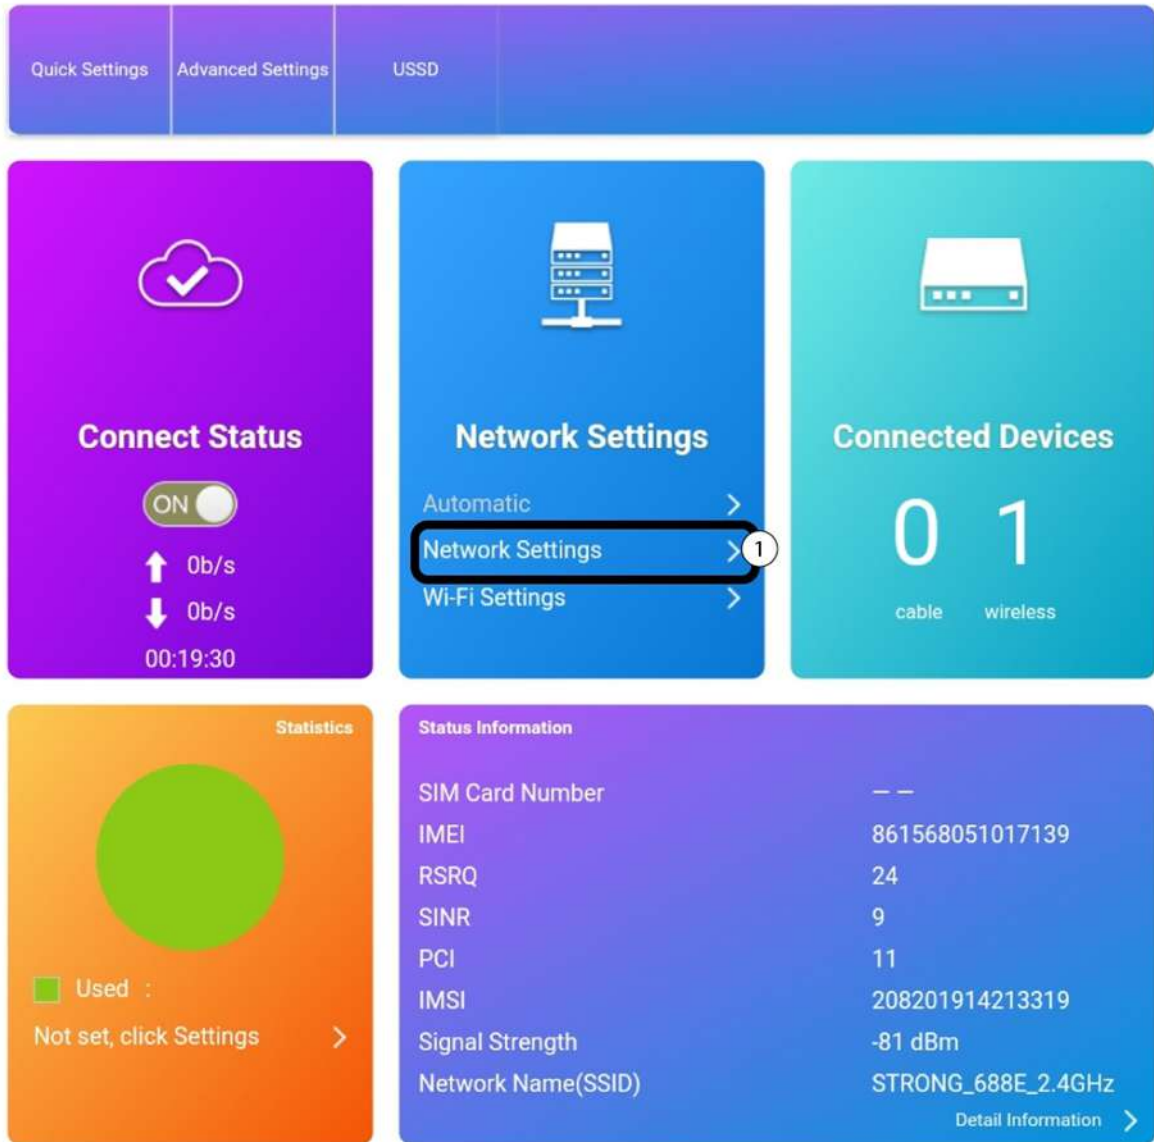 Quick Settings
Advanced Settings
USSD
Connect Status
ON
0b/s
0b/s
00:19:30
Network Settings
Automatic
Network Settings
1
Wi-Fi Settings
Connected Devices
0 1
cable wireless
Statistics
Used :
Not set, click Settings
Status Information
SIM Card Number — —
IMEI 861568051017139
RSRQ 24
SINR 9
PCI 11
IMSI 208201914213319
Signal Strength -81 dBm
Network Name(SSID) STRONG_688E_2.4GHz
Detail Information